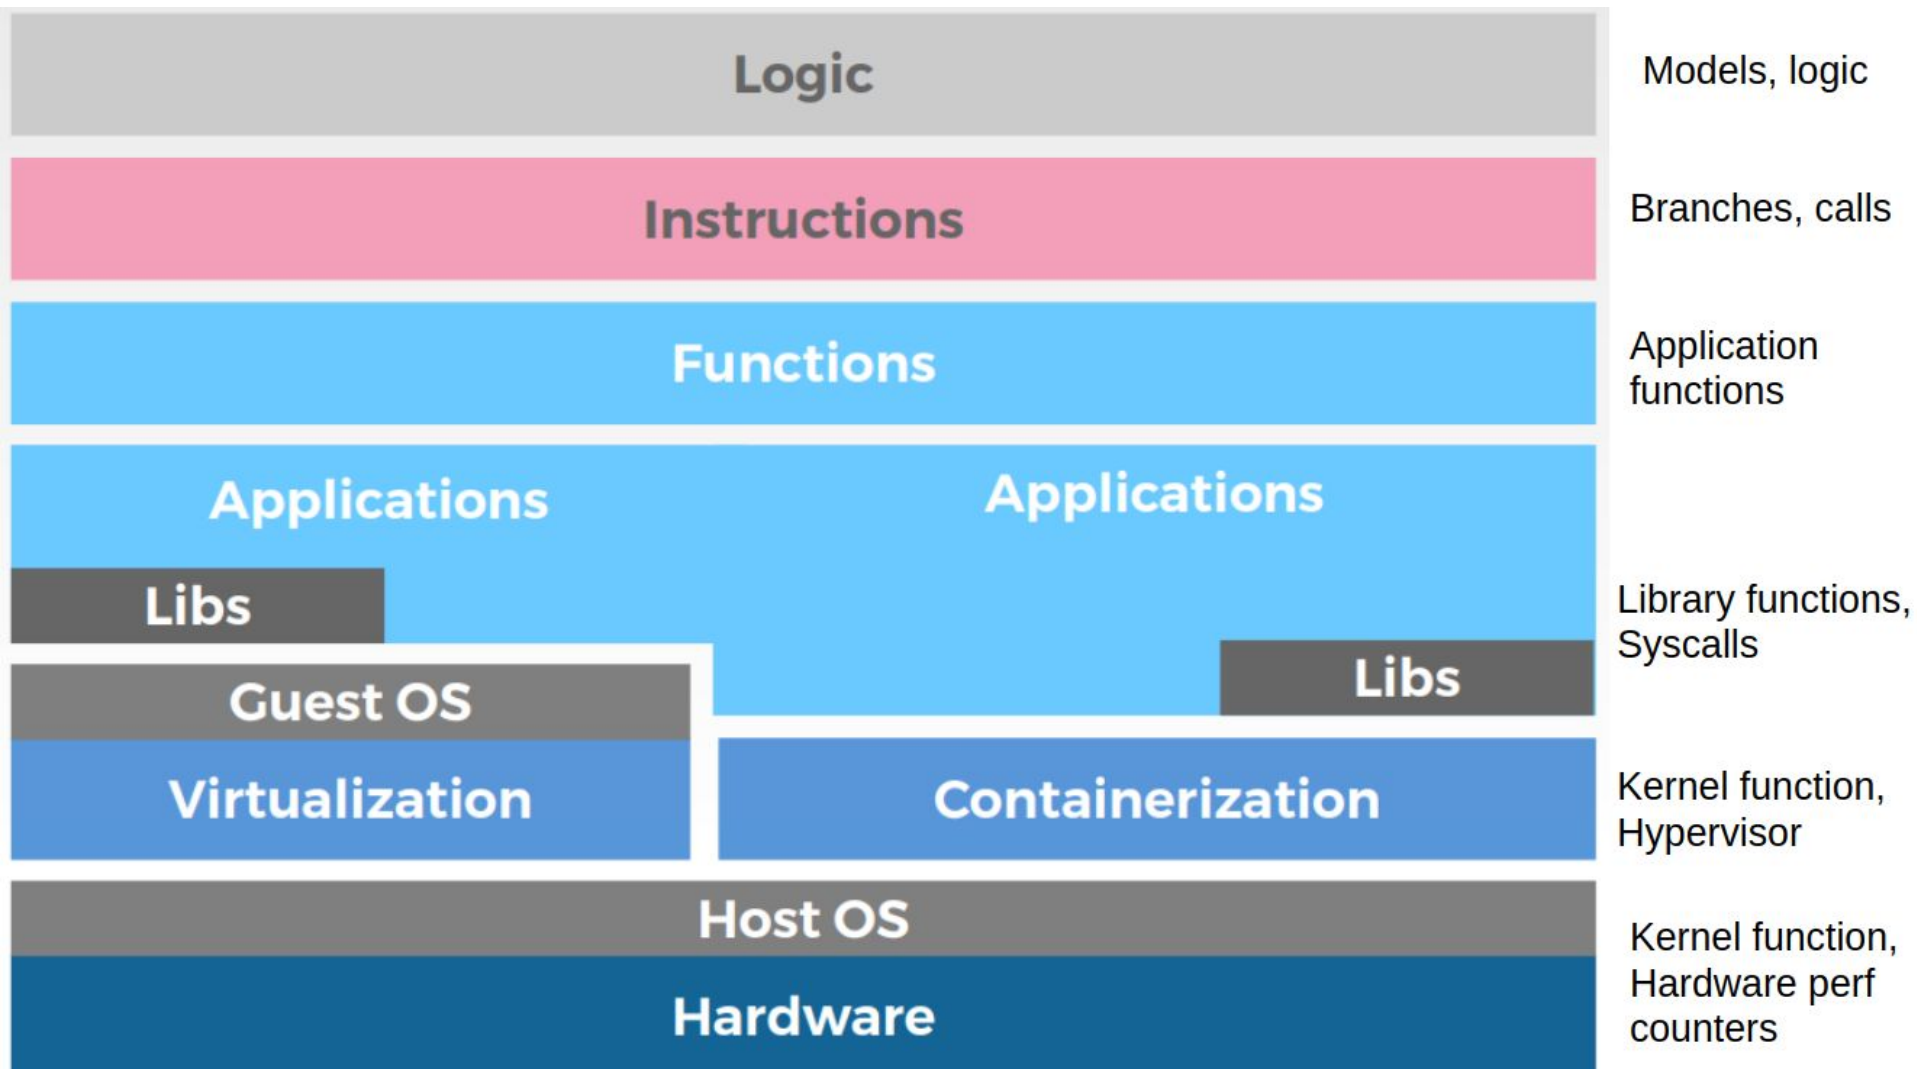 Logic
Models, logic
Instructions
Branches, calls
Functions
Application
functions
Applications
Applications
Libs
Library functions,
Syscalls
Libs
Guest OS
Virtualization
Containerization
Kernel function,
Hypervisor
Host OS
Hardware
Kernel function,
Hardware perf
counters